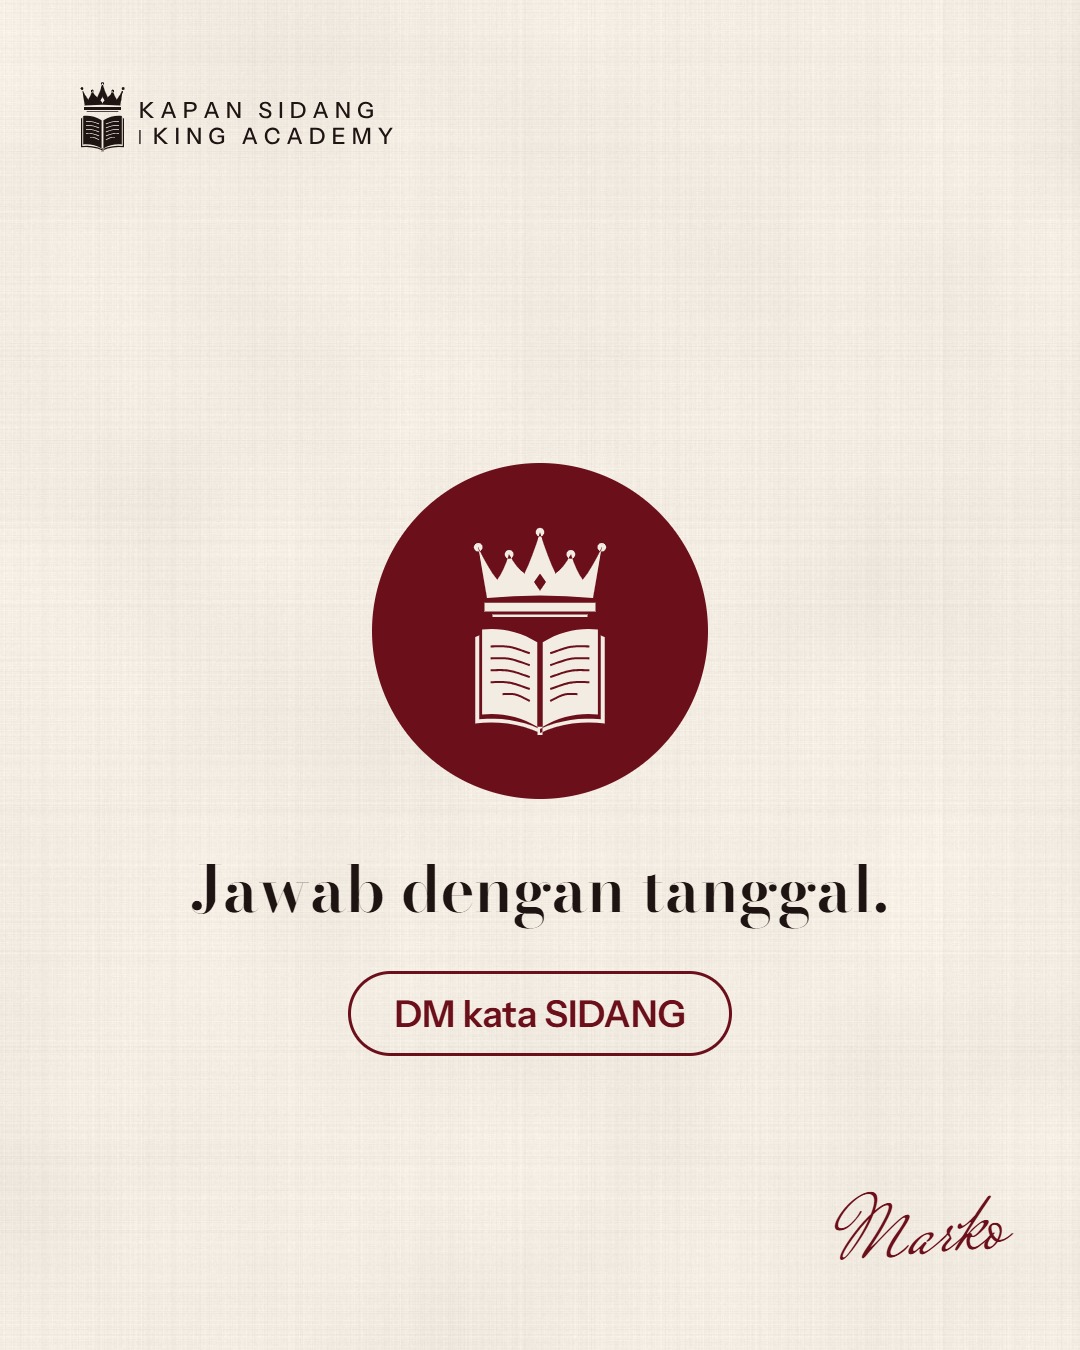 KAPAN SIDANG
| KING ACADEMY
Jawab dengan tanggal.
DM kata SIDANG
Marko